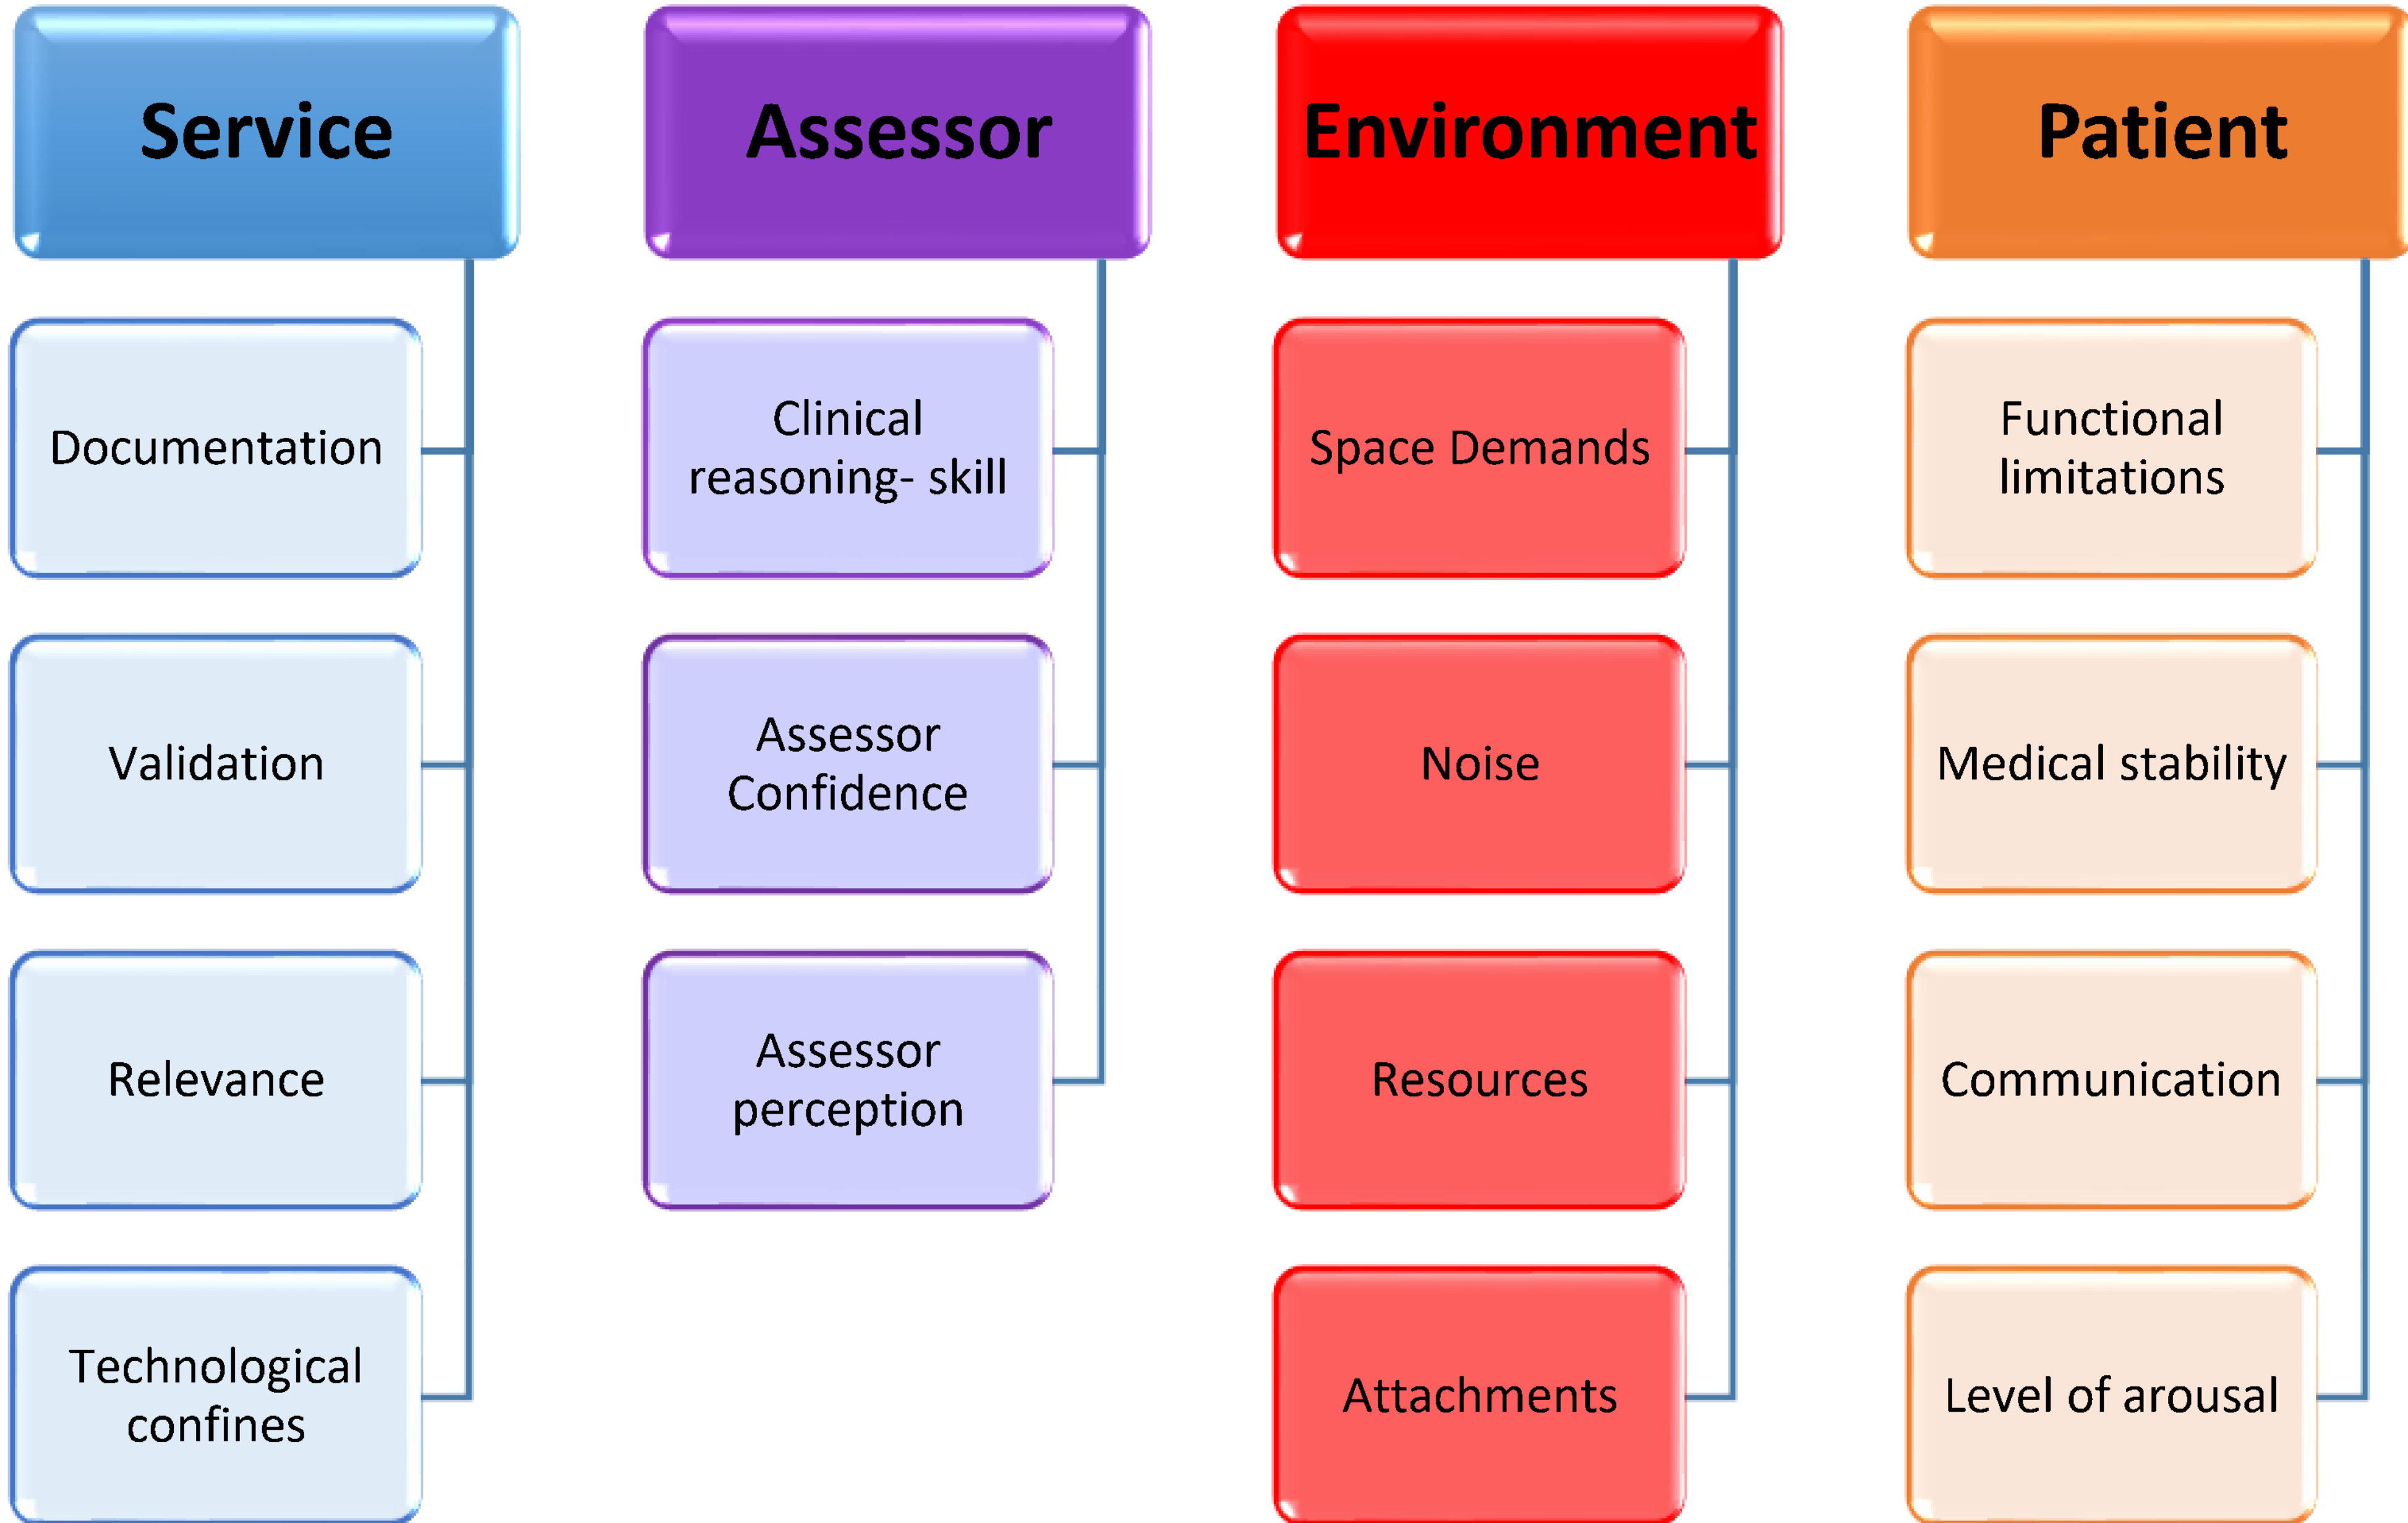 Service
Documentation
Validation
Relevance
Technological
confines
Assessor
Clinical
reasoning- skill
Assessor
Confidence
Assessor
perception
Environment
Space Demands
Noise
Resources
Attachments
Patient
Functional
limitations
Medical stability
Communication
Level of arousal